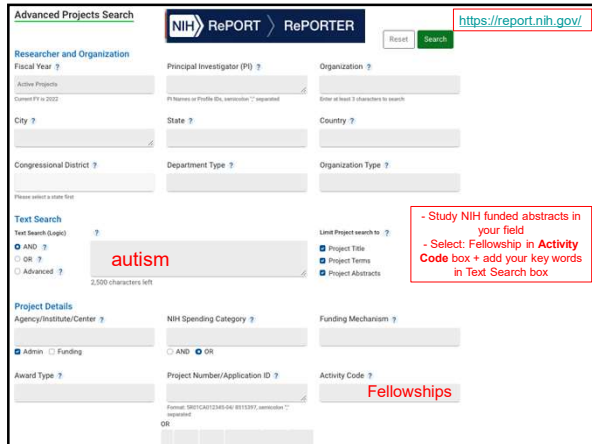 Advanced Projects Search
NIH RePORT RePORTER
https://report.nih.gov/
Reset Search
Researcher and Organization
Fiscal Year ? Principal Investigator (PI) ? Organization ?
Active Projects
Current FY is 2022 PI Names or Profile IDs, semicolon ";" separated Enter at least 3 characters to search
City ? State ? Country ?
Congressional District ? Department Type ? Organization Type ?
Please select a state first
Text Search
Text Search (Logic) ? Limit Project search to ?
AND ?
OR ?
Advanced ?
autism
2,500 characters left
Project Title
Project Terms
Project Abstracts
- Study NIH funded abstracts in
your field
- Select: Fellowship in Activity
Code box + add your key words
in Text Search box
Project Details
Agency/Institute/Center ? NIH Spending Category ? Funding Mechanism ?
Admin Funding AND OR
Award Type ? Project Number/Application ID ? Activity Code ?
Fellowships
Format: 5R01CA012345-04/ 8515397, semicolon ";"
separated
OR